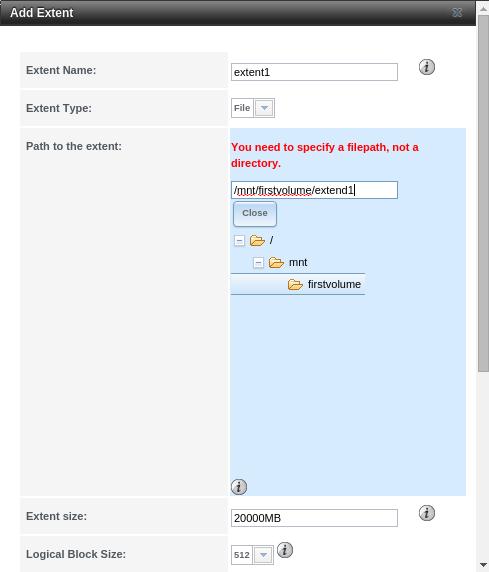 Add Extent
Extent Name:
extent1
Extent Type:
File
Path to the extent:
You need to specify a filepath, not a
directory.
/mnt/firstvolume/extend1
Close
/
mnt
firstvolume
Extent size:
20000MB
Logical Block Size:
512